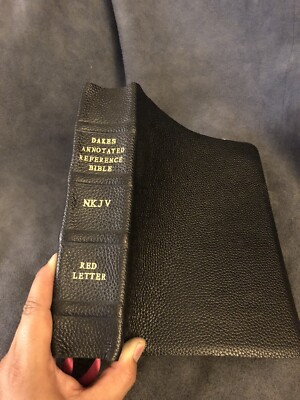 DAKES
ANNOTATED
REFERENCE
BIBLE
NKJV
RED
LETTER